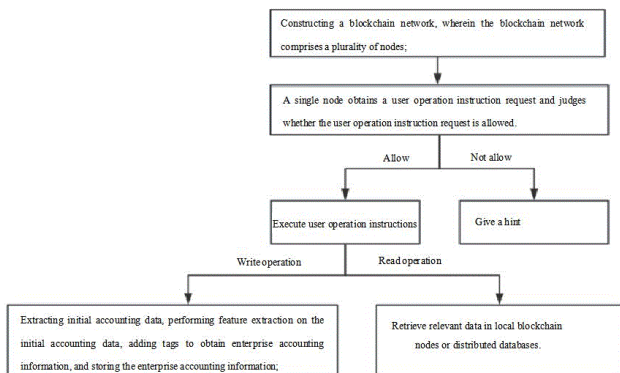 Constructing a blockchain network, wherein the blockchain network
comprises a plurality of nodes;
A single node obtains a user operation instruction request and judges
whether the user operation instruction request is allowed.
Allow
Not allow
Execute user operation instructions
Give a hint
Write operation
Read operation
Extracting initial accounting data, performing feature extraction on the
initial accounting data, adding tags to obtain enterprise accounting
information, and storing the enterprise accounting information;
Retrieve relevant data in local blockchain
nodes or distributed databases.